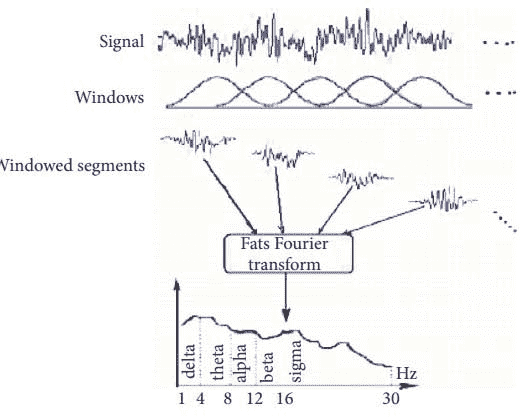 Signal
Windows
Windowed segments
Fats Fourier
transform
delta
theta
alpha
beta
sigma
Hz
1 4 8 12 16 30